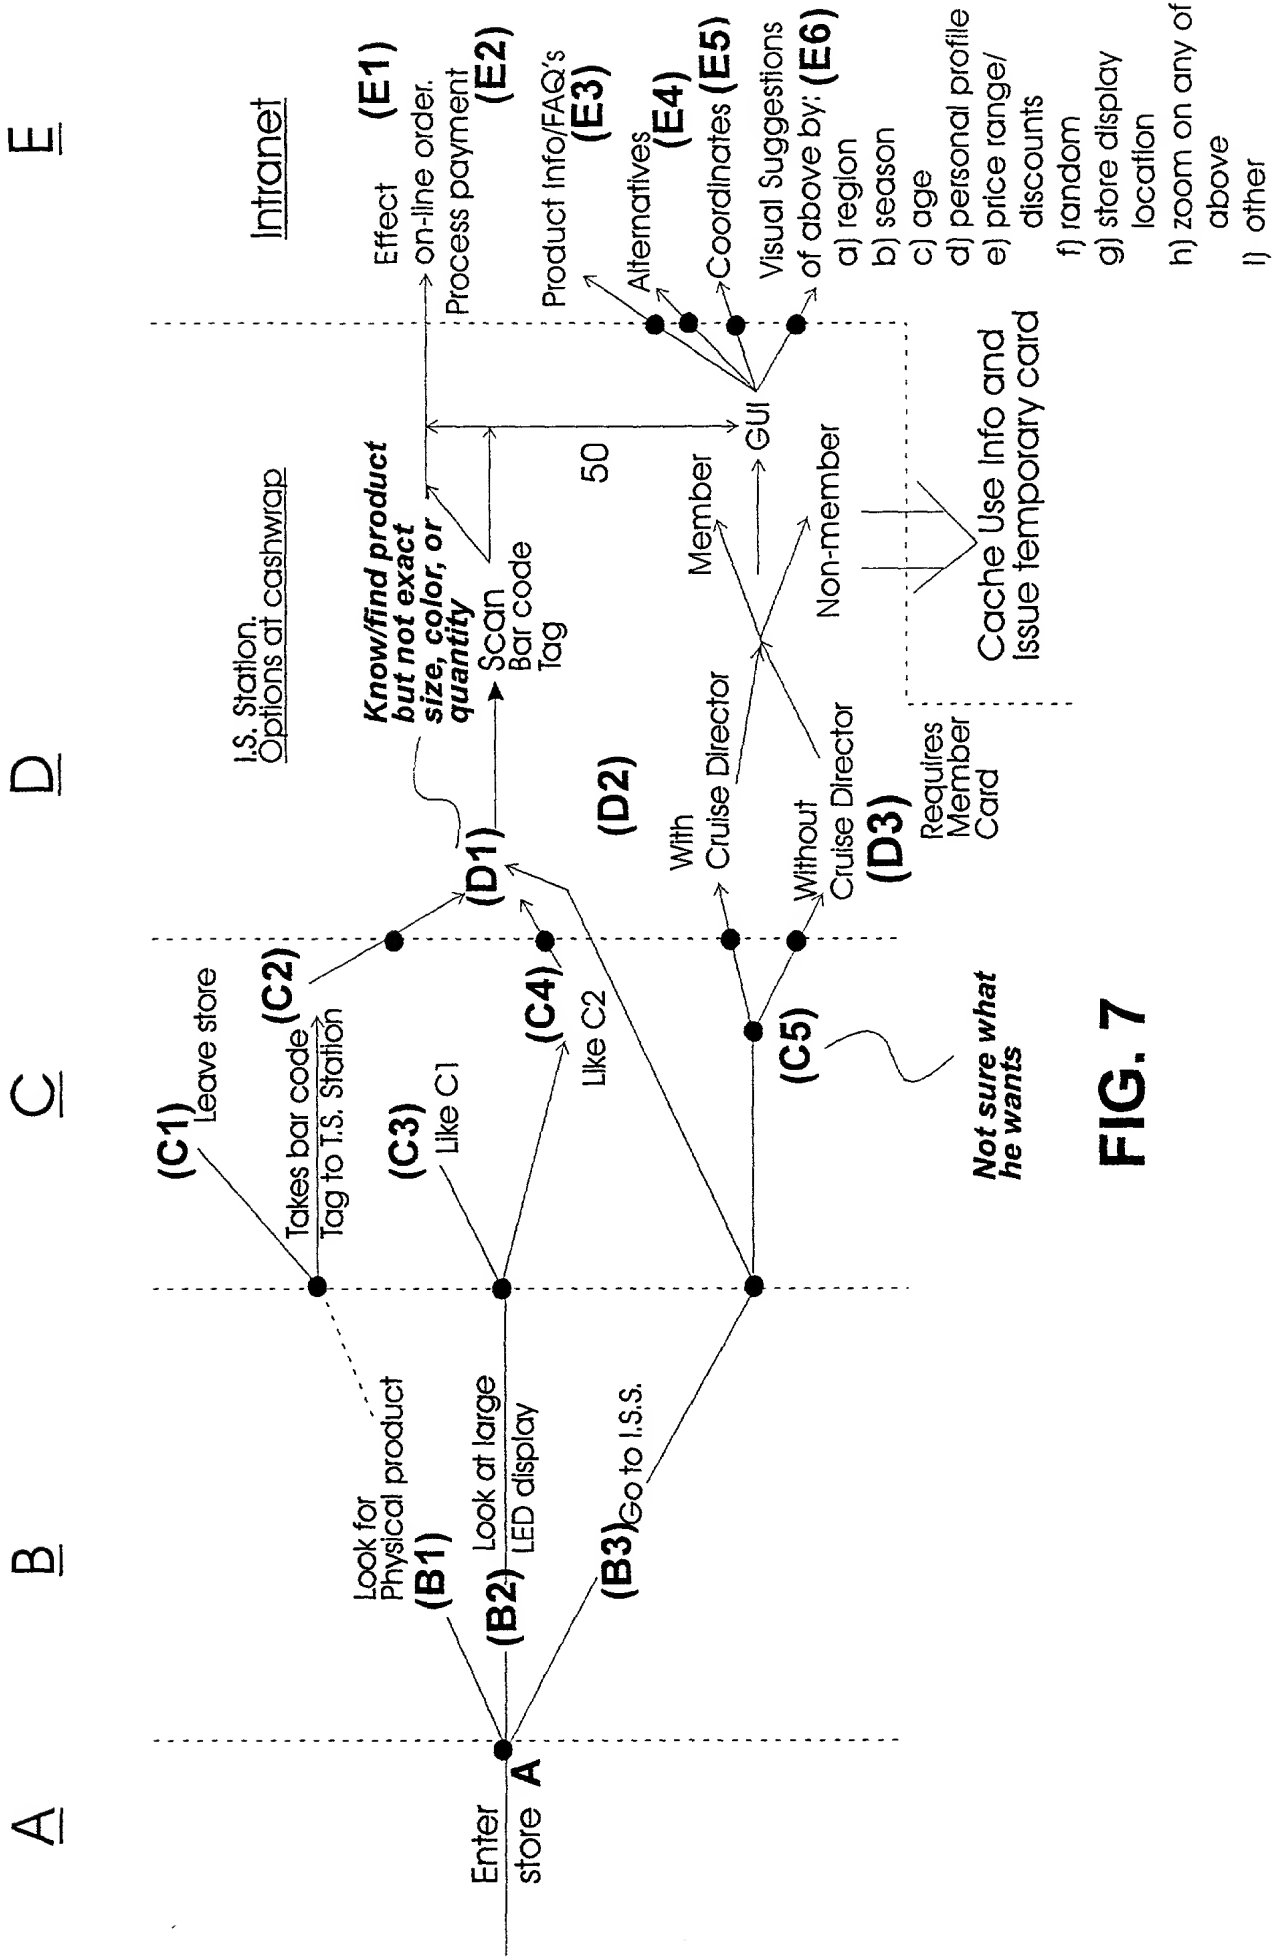 A
B
C
D
E
Enter
store A
Look for
Physical product
(B1)
(B2)
Look at large
LED display
(B3)
Go to I.S.S.
(C1)
Leave store
Takes bar code
Tag to T.S. Station
(C2)
(C3)
Like C1
(C4)
Like C2
(C5)
Not sure what
he wants
I.S. Station.
Options at cashwrap
Know/find product
but not exact
size, color, or
quantity
(D1)
Scan
Bar code
Tag
50
(D2)
With
Cruise Director
Without
Cruise Director
(D3)
Requires
Member
Card
Member
GUI
Non-member
Cache Use Info and
Issue temporary card
Intranet
Effect (E1)
on-line order.
Process payment
(E2)
Product Info/FAQ's
(E3)
Alternatives
(E4)
Coordinates (E5)
Visual Suggestions
of above by: (E6)
a) region
b) season
c) age
d) personal profile
e) price range/
discounts
f) random
g) store display
location
h) zoom on any of
above
I) other
FIG. 7